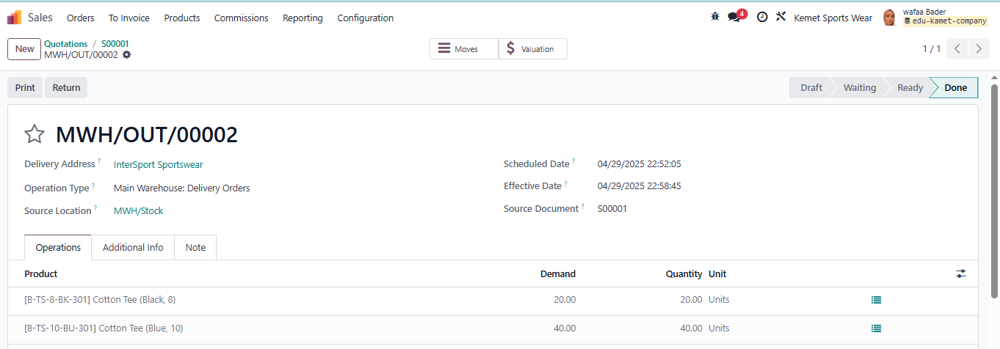 Sales Orders To Invoice Products Commissions Reporting Configuration 4 Kemet Sports Wear wafaa Bader
edu-kamet-company
New Quotations / S00001
MWH/OUT/00002
Moves $ Valuation 1 / 1
Print Return Draft Waiting Ready Done
MWH/OUT/00002
Delivery Address ? InterSport Sportswear Scheduled Date ? 04/29/2025 22:52:05
Operation Type ? Main Warehouse: Delivery Orders Effective Date ? 04/29/2025 22:58:45
Source Location ? MWH/Stock Source Document ? S00001
Operations Additional Info Note
Product Demand Quantity Unit
[B-TS-8-BK-301] Cotton Tee (Black, 8) 20.00 20.00 Units
[B-TS-10-BU-301] Cotton Tee (Blue, 10) 40.00 40.00 Units